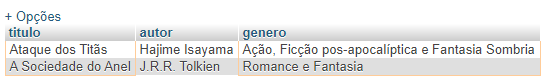 + Opções
titulo autor genero
Ataque dos Titãs Hajime Isayama Ação, Ficção pos-apocalíptica e Fantasia Sombria
A Sociedade do Anel J.R.R. Tolkien Romance e Fantasia